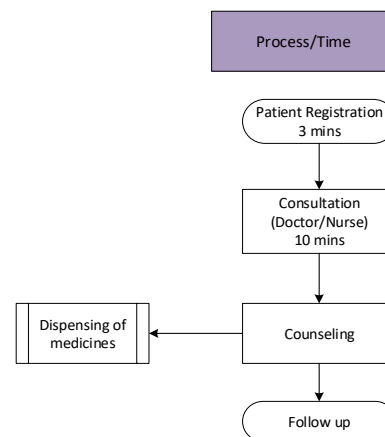 Process/Time
Patient Registration
3 mins
Consultation
(Doctor/Nurse)
10 mins
Dispensing of
medicines
Counseling
Follow up